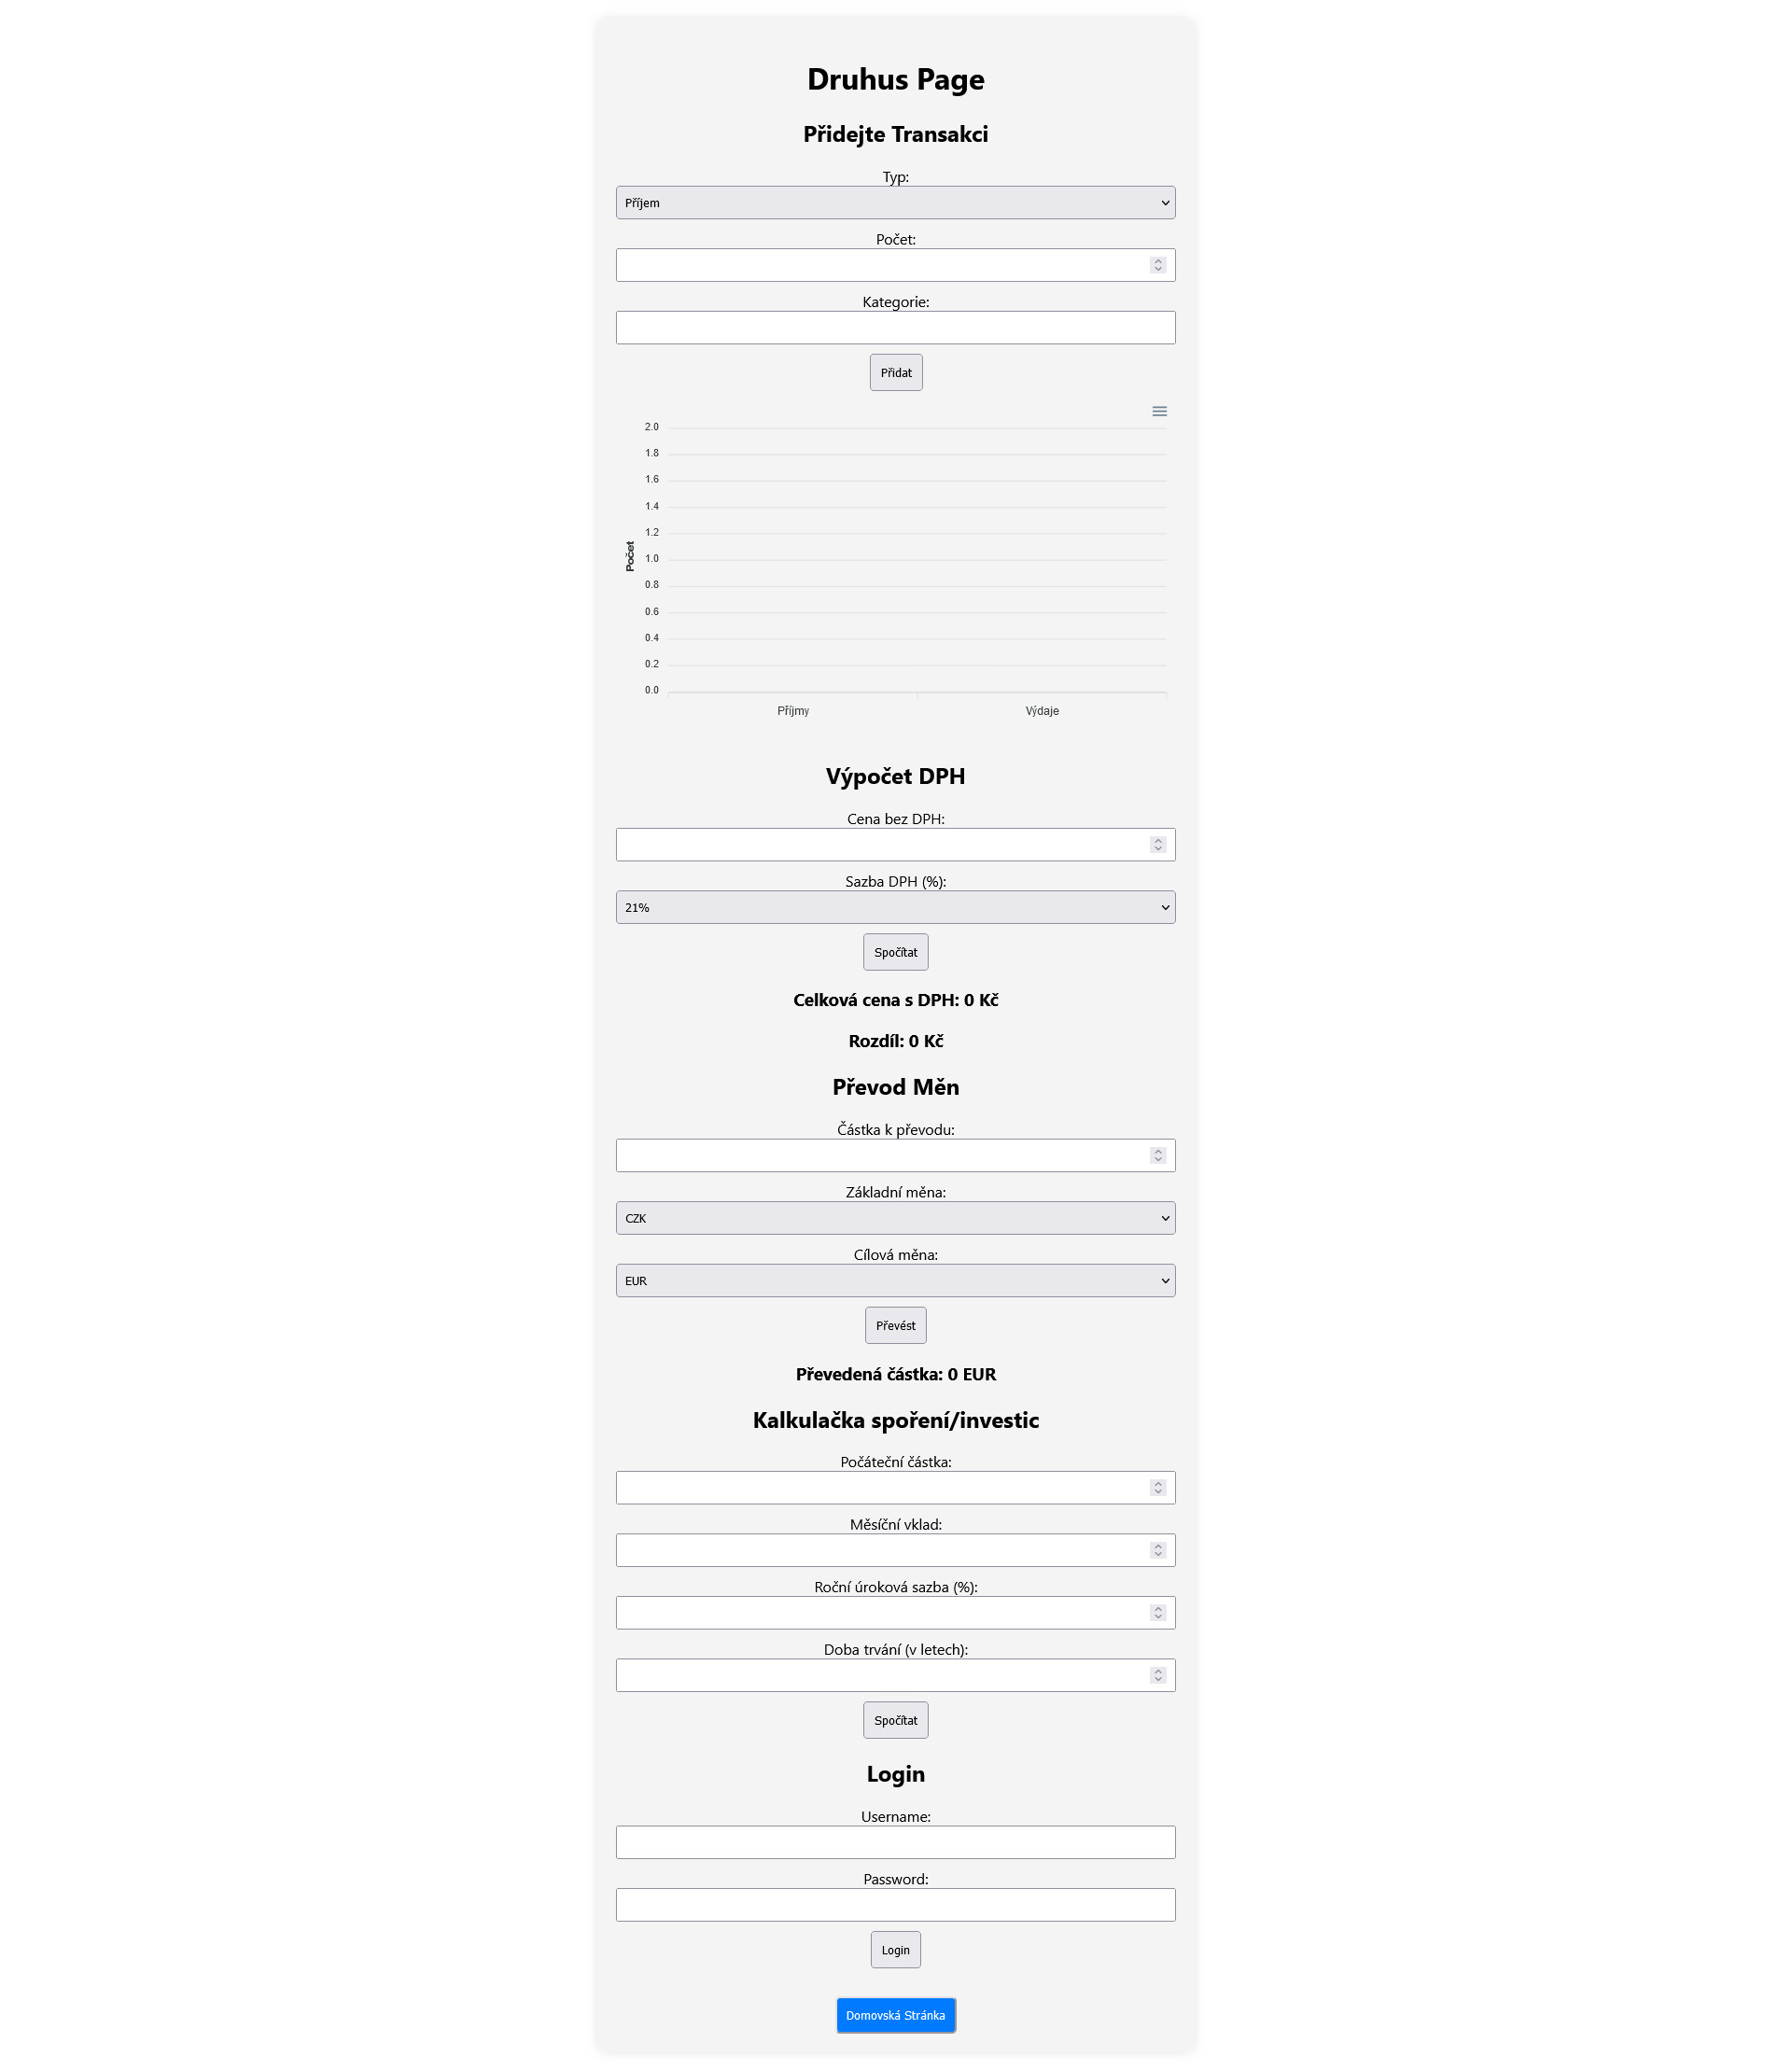 Druhus Page
Přidejte Transakci
Typ:
Příjem
Počet:
Kategorie:
Přidat
2.0
1.8
1.6
1.4
1.2
1.0
0.8
0.6
0.4
0.2
0.0
Počet
Příjmy Výdaje
Výpočet DPH
Cena bez DPH:
Sazba DPH (%):
21%
Spočítat
Celková cena s DPH: 0 Kč
Rozdíl: 0 Kč
Převod Měn
Částka k převodu:
Základní měna:
CZK
Cílová měna:
EUR
Převést
Převedená částka: 0 EUR
Kalkulačka spoření/investic
Počáteční částka:
Měsíční vklad:
Roční úroková sazba (%):
Doba trvání (v letech):
Spočítat
Login
Username:
Password:
Login
Domovská Stránka